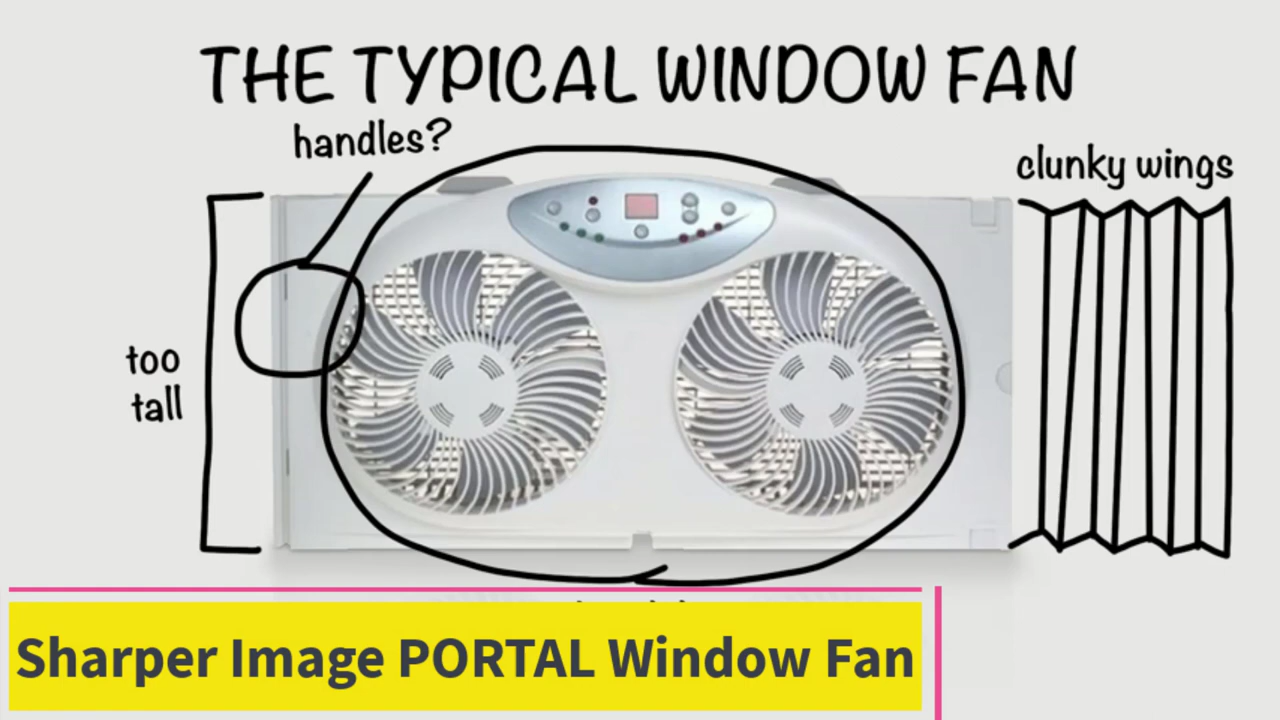 THE TYPICAL WINDOW FAN
handles?
clunky wings
too
tall
Sharper Image PORTAL Window Fan